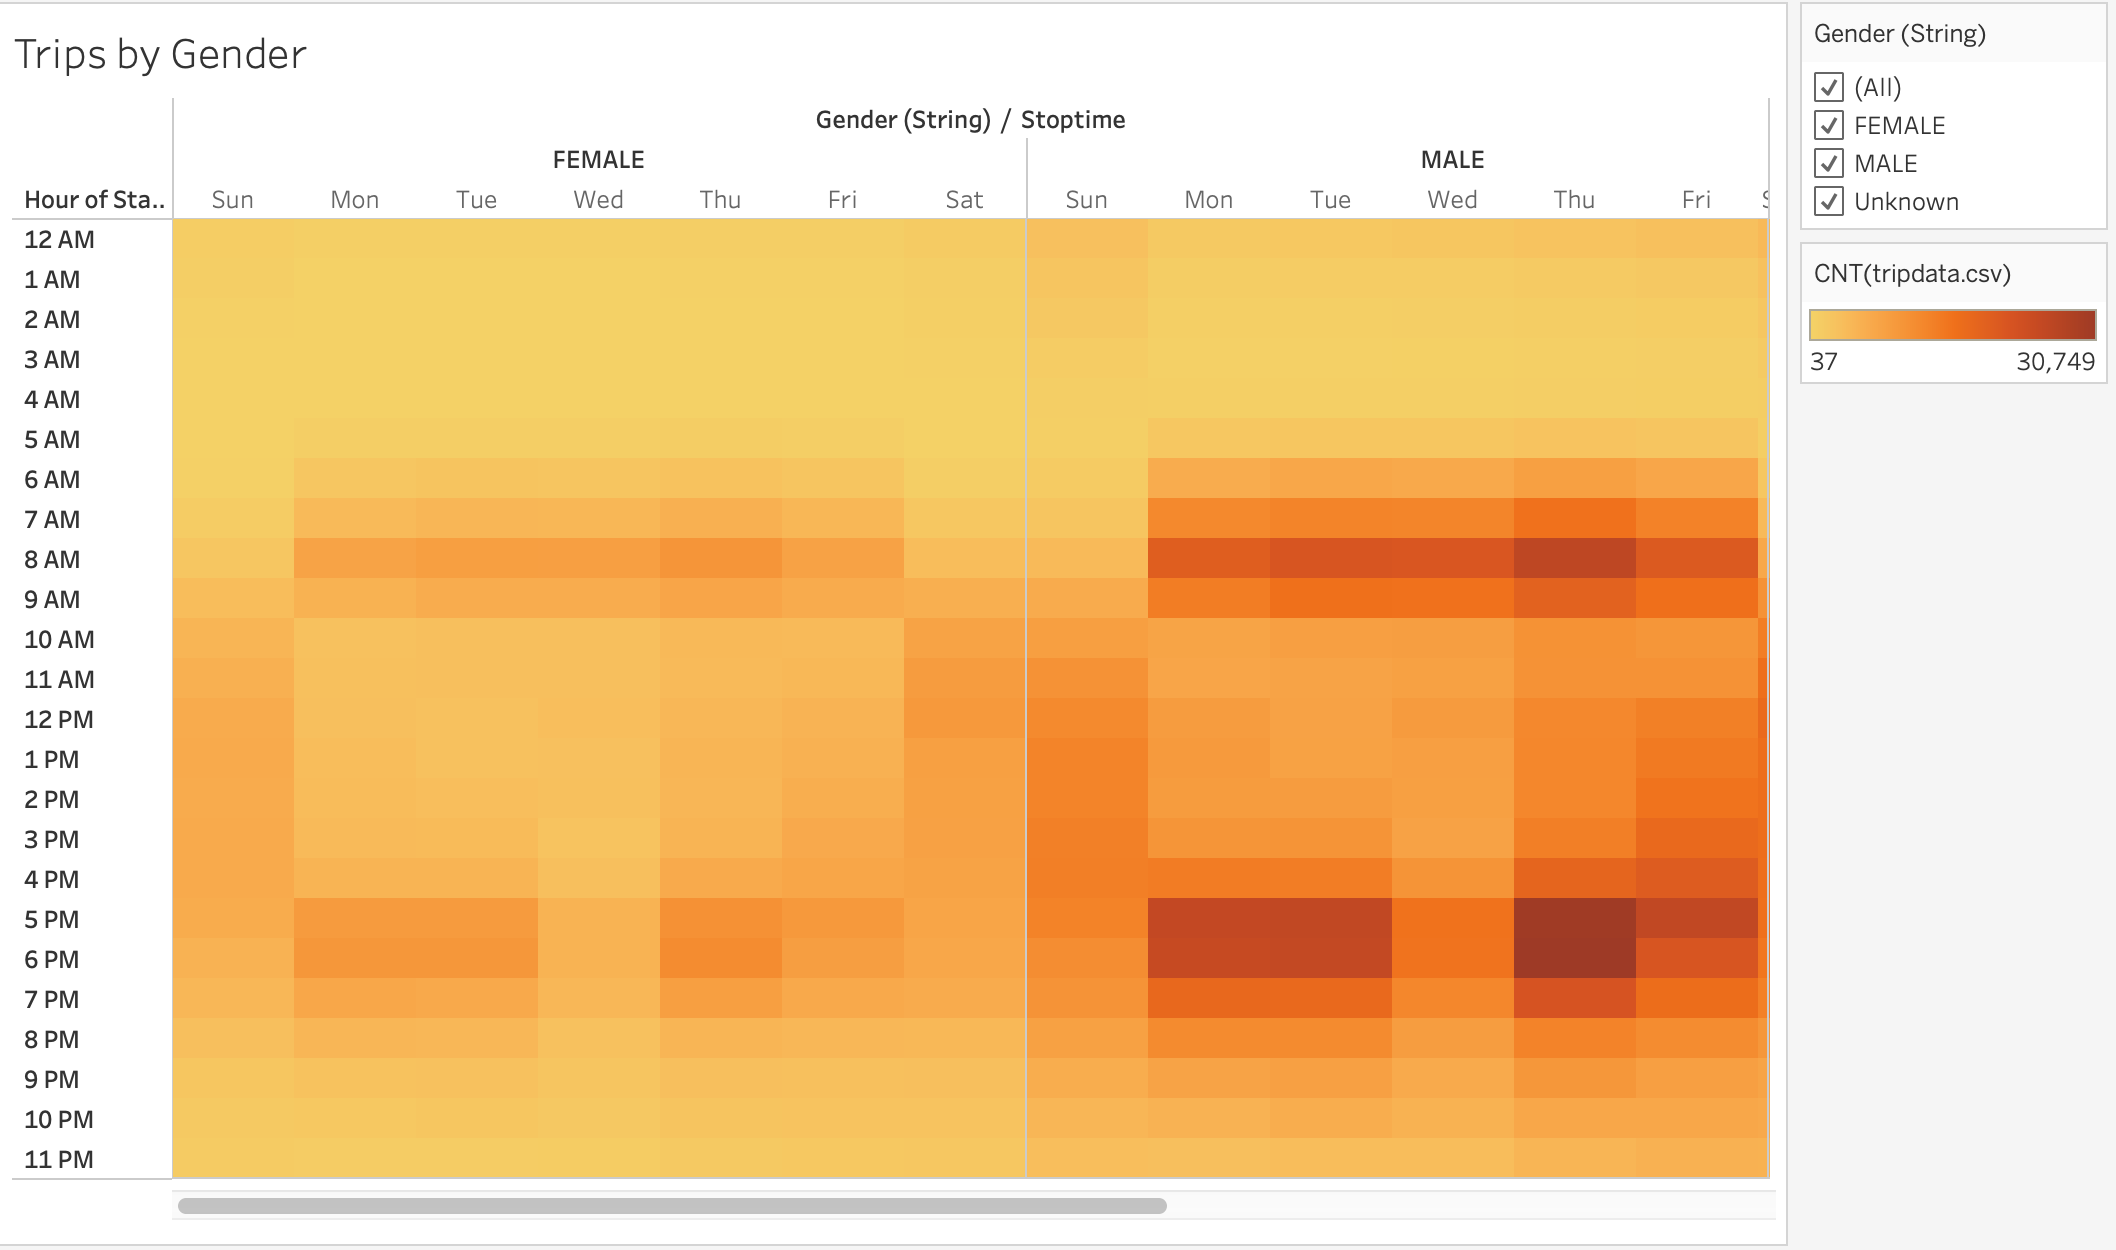 Trips by Gender
Gender (String) / Stoptime
FEMALE MALE
Hour of Sta.. Sun Mon Tue Wed Thu Fri Sat Sun Mon Tue Wed Thu Fri
12 AM
1 AM
2 AM
3 AM
4 AM
5 AM
6 AM
7 AM
8 AM
9 AM
10 AM
11 AM
12 PM
1 PM
2 PM
3 PM
4 PM
5 PM
6 PM
7 PM
8 PM
9 PM
10 PM
11 PM
Gender (String)
(All)
FEMALE
MALE
Unknown
CNT(tripdata.csv)
37 30,749